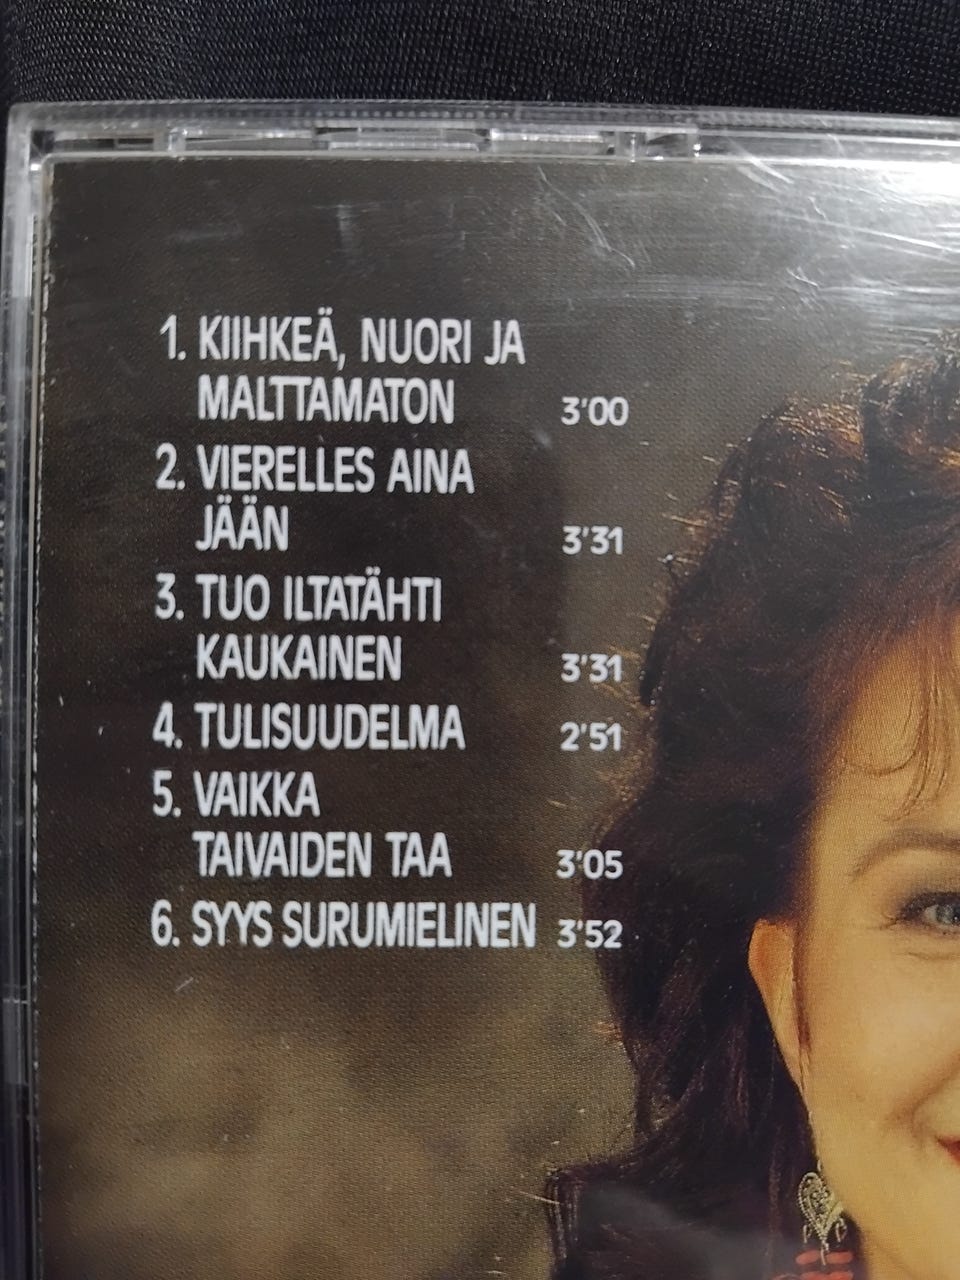 1. KIIHKEÄ, NUORI JA
MALTTAMATON 3'00
2. VIERELLES AINA
JÄÄN 3'31
3. TUO ILTATÄHTI
KAUKAINEN 3'31
4. TULISUUDELMA 2'51
5. VAIKKA
TAIVAIDEN TAA 3'05
6. SYYS SURUMIELINEN 3'52